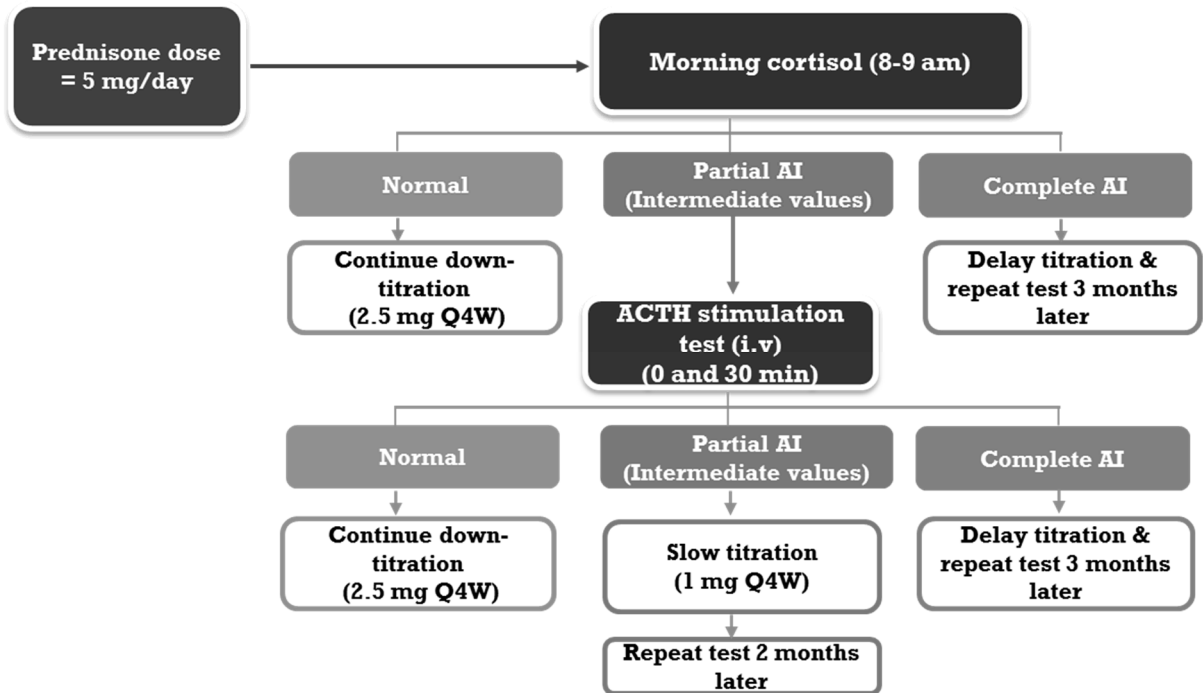 Prednisone dose
= 5 mg/day
Morning cortisol (8-9 am)
Normal
Partial AI
(Intermediate values)
Complete AI
Continue down-
titration
(2.5 mg Q4W)
Delay titration &
repeat test 3 months
later
ACTH stimulation
test (i.v)
(0 and 30 min)
Normal
Partial AI
(Intermediate values)
Complete AI
Continue down-
titration
(2.5 mg Q4W)
Slow titration
(1 mg Q4W)
Delay titration &
repeat test 3 months
later
Repeat test 2 months
later